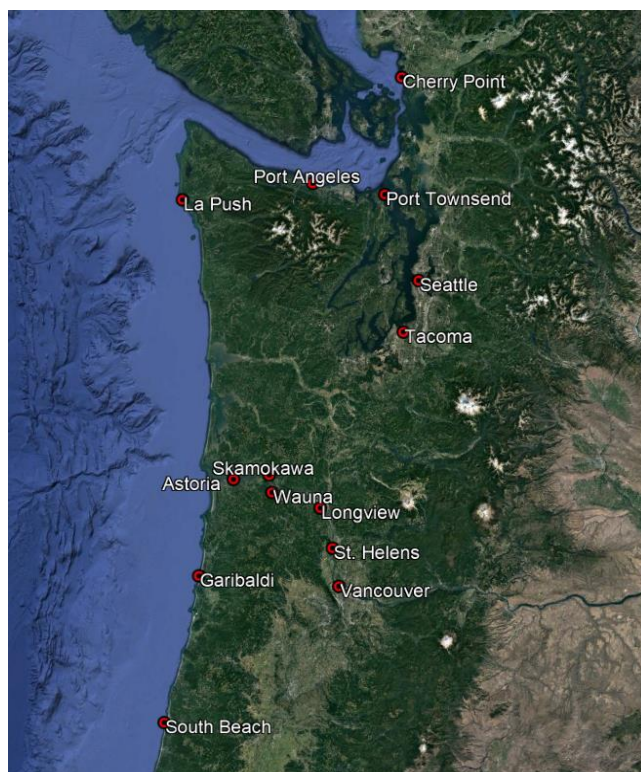 Cherry Point
Port Angeles
La Push
Port Townsend
Seattle
Tacoma
Skamokawa
Astoria
Wauna
Longview
St. Helens
Garibaldi
Vancouver
South Beach